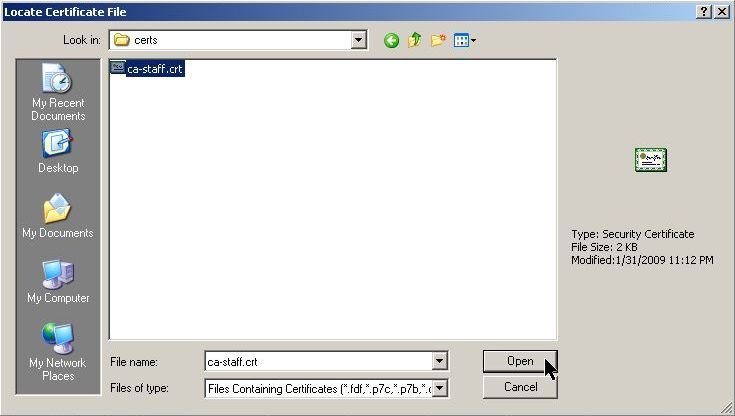 Locate Certificate File
Look in: certs
ca-staff.crt
My Recent
Documents
Desktop
My Documents
My Computer
My Network
Places
Type: Security Certificate
File Size: 2 KB
Modified:1/31/2009 11:12 PM
File name: ca-staff.crt Open
Files of type: Files Containing Certificates (*.fdf,*.p7c,*.p7b,*. Cancel